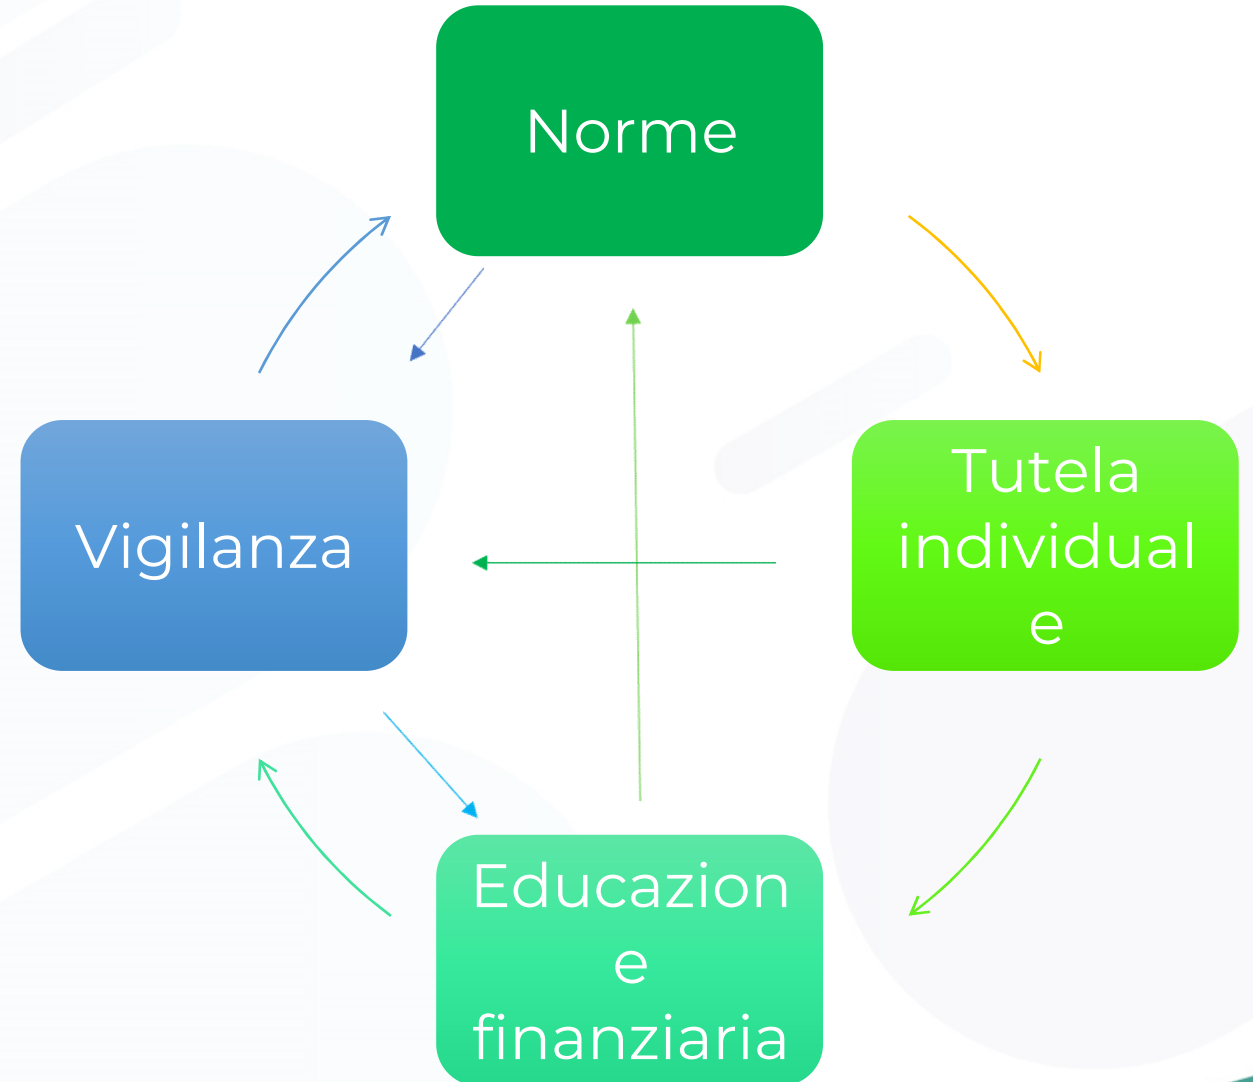 Norme
Vigilanza
Tutela
individual
e
Educazion
e
finanziaria